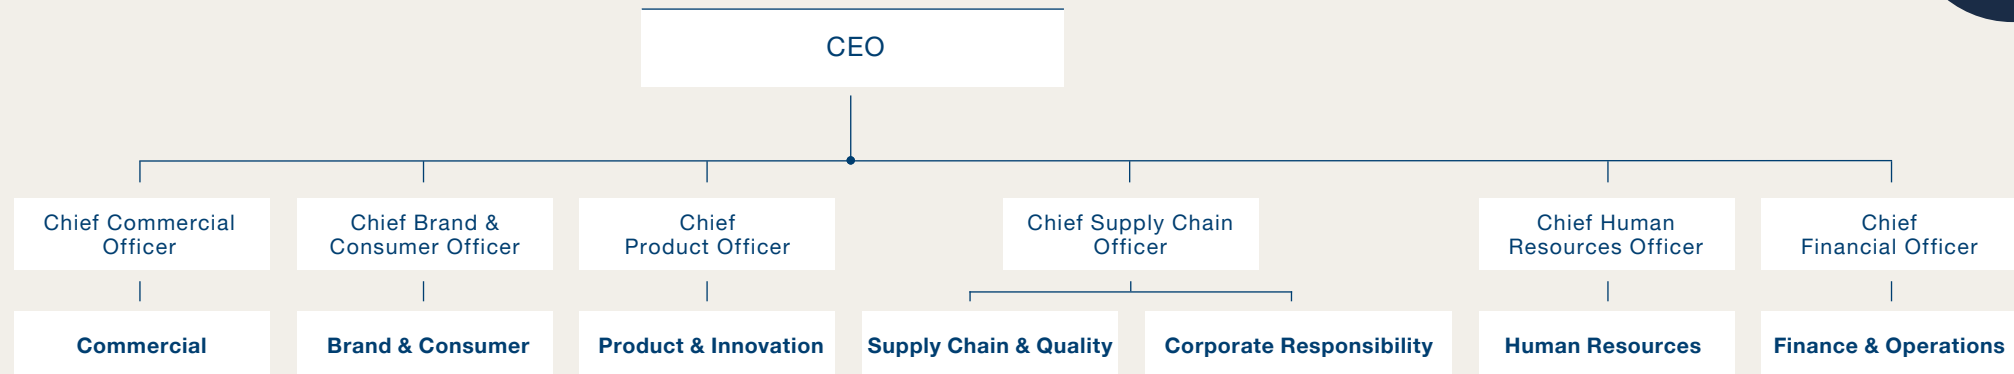 CEO
Chief Commercial
Officer
Chief Brand &
Consumer Officer
Chief
Product Officer
Chief Supply Chain
Officer
Chief Human
Resources Officer
Chief
Financial Officer
Commercial
Brand & Consumer
Product & Innovation
Supply Chain & Quality
Corporate Responsibility
Human Resources
Finance & Operations